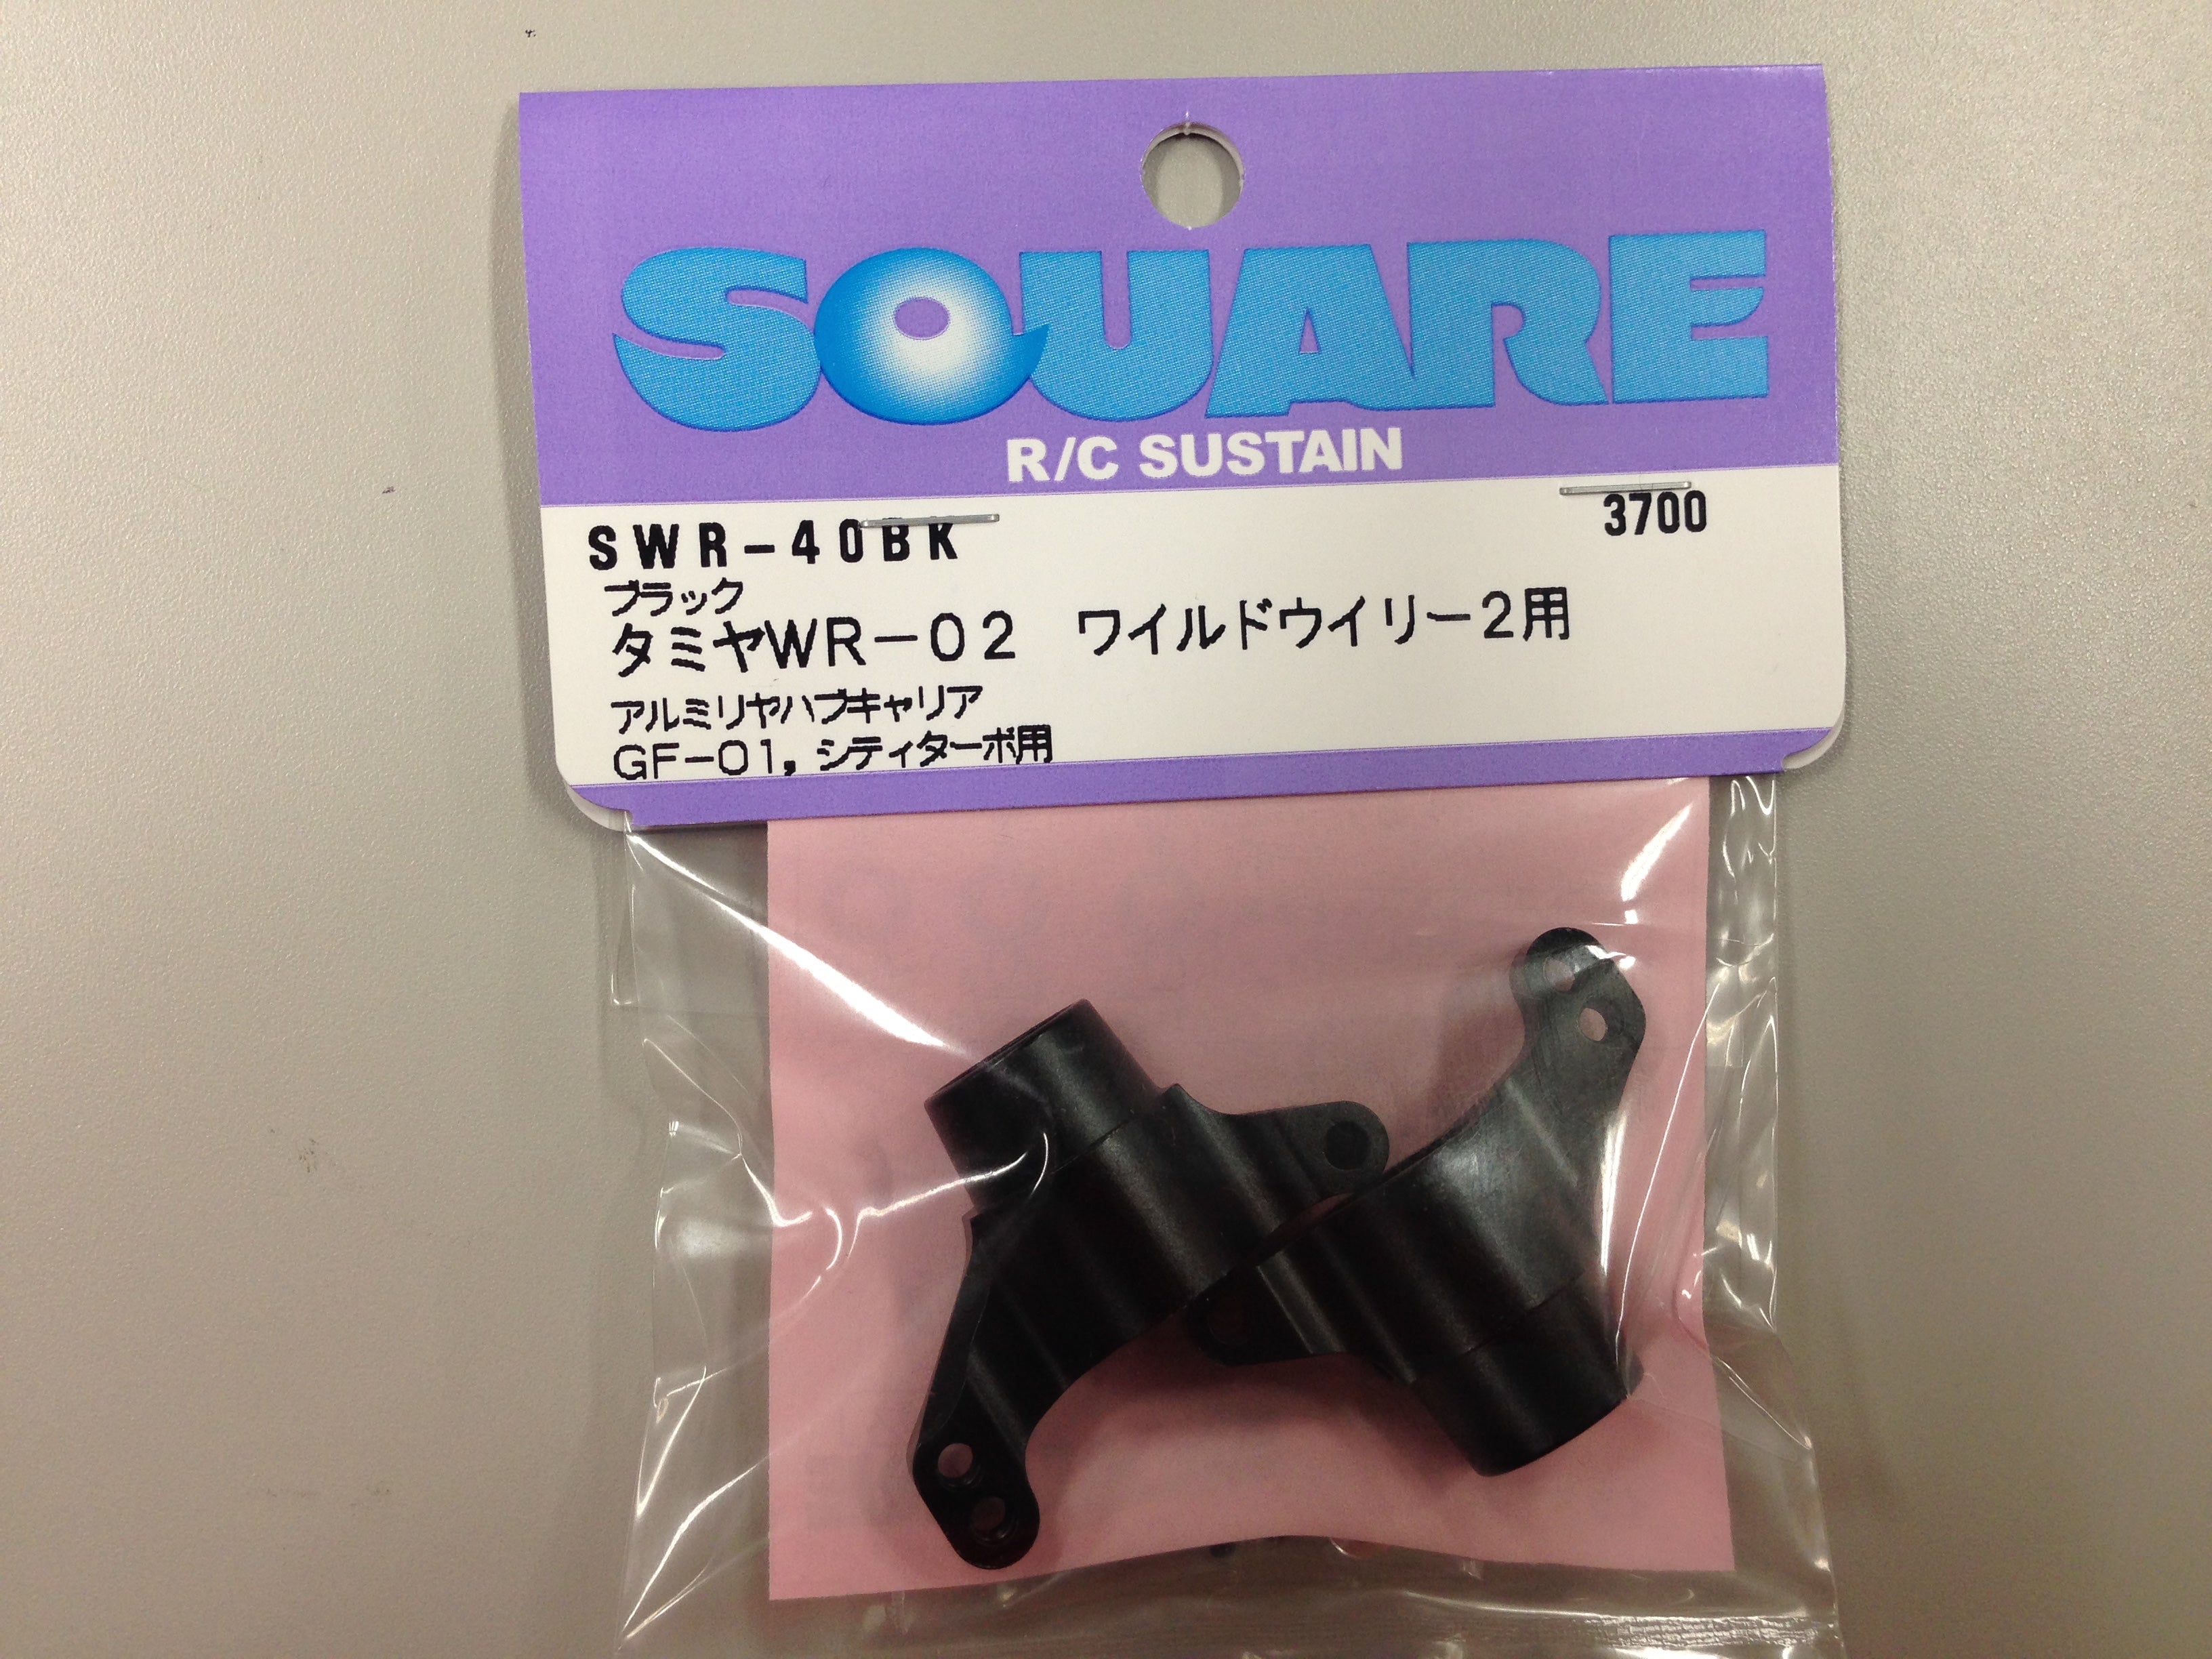 SQUARE
R/C SUSTAIN
SWR-40BK 3700
ブラック
タミヤWR-02 ワイルドウイリー2用
アルミリヤハブキャリア
GF-01, シティターボ用